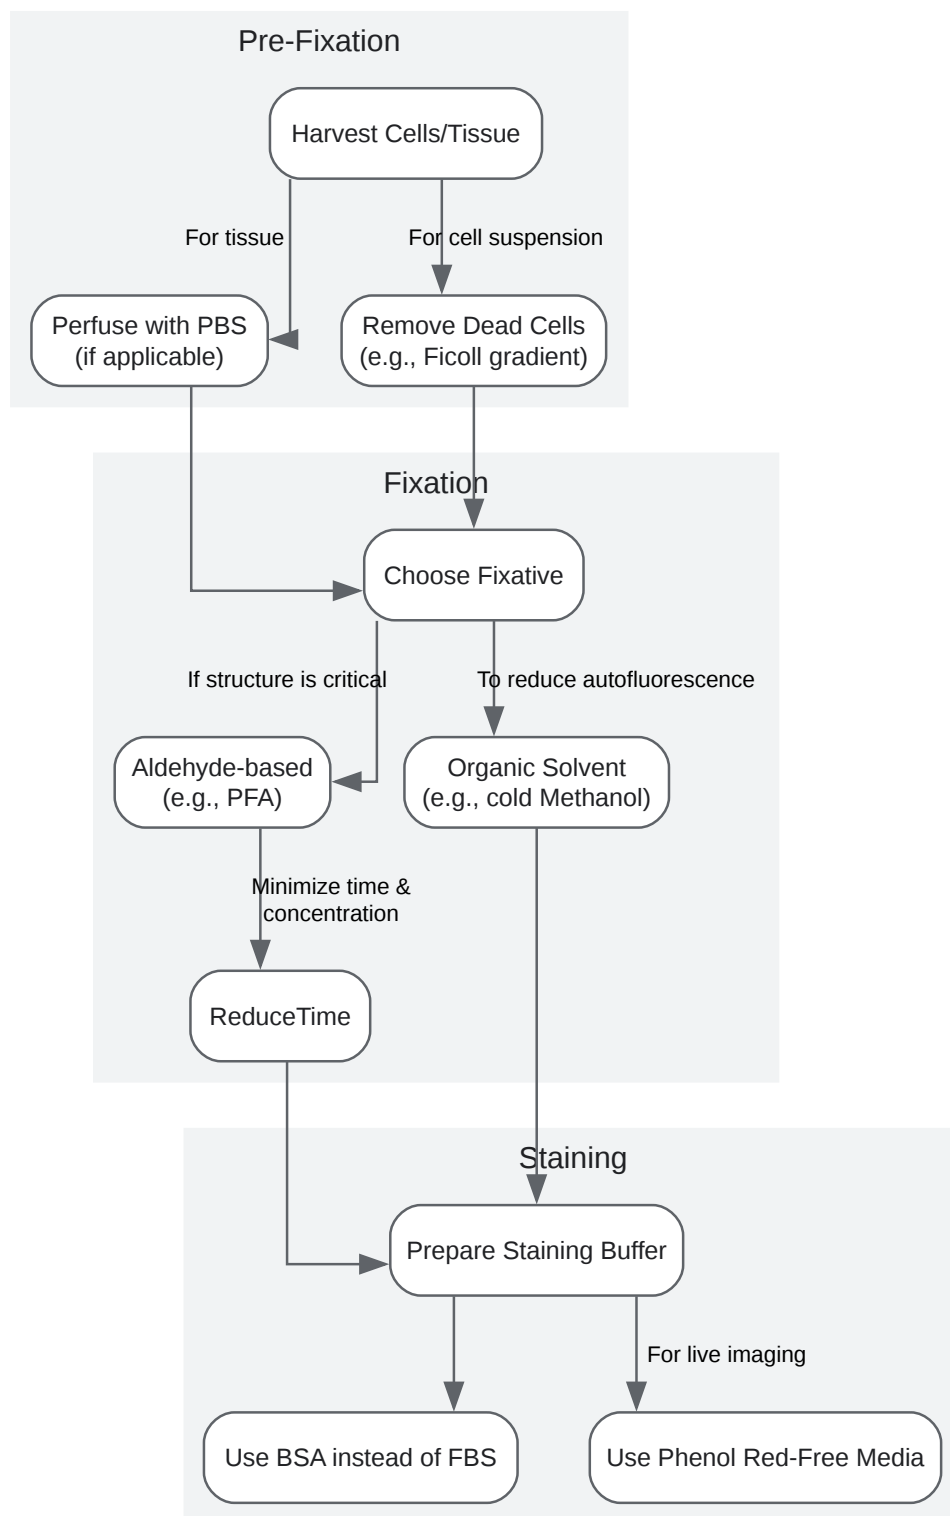 Pre-Fixation
Harvest Cells/Tissue
For tissue
For cell suspension
Perfuse with PBS
(if applicable)
Remove Dead Cells
(e.g., Ficoll gradient)
Fixation
Choose Fixative
If structure is critical
To reduce autofluorescence
Aldehyde-based
(e.g., PFA)
Organic Solvent
(e.g., cold Methanol)
Minimize time &
concentration
ReduceTime
Staining
Prepare Staining Buffer
For live imaging
Use BSA instead of FBS
Use Phenol Red-Free Media